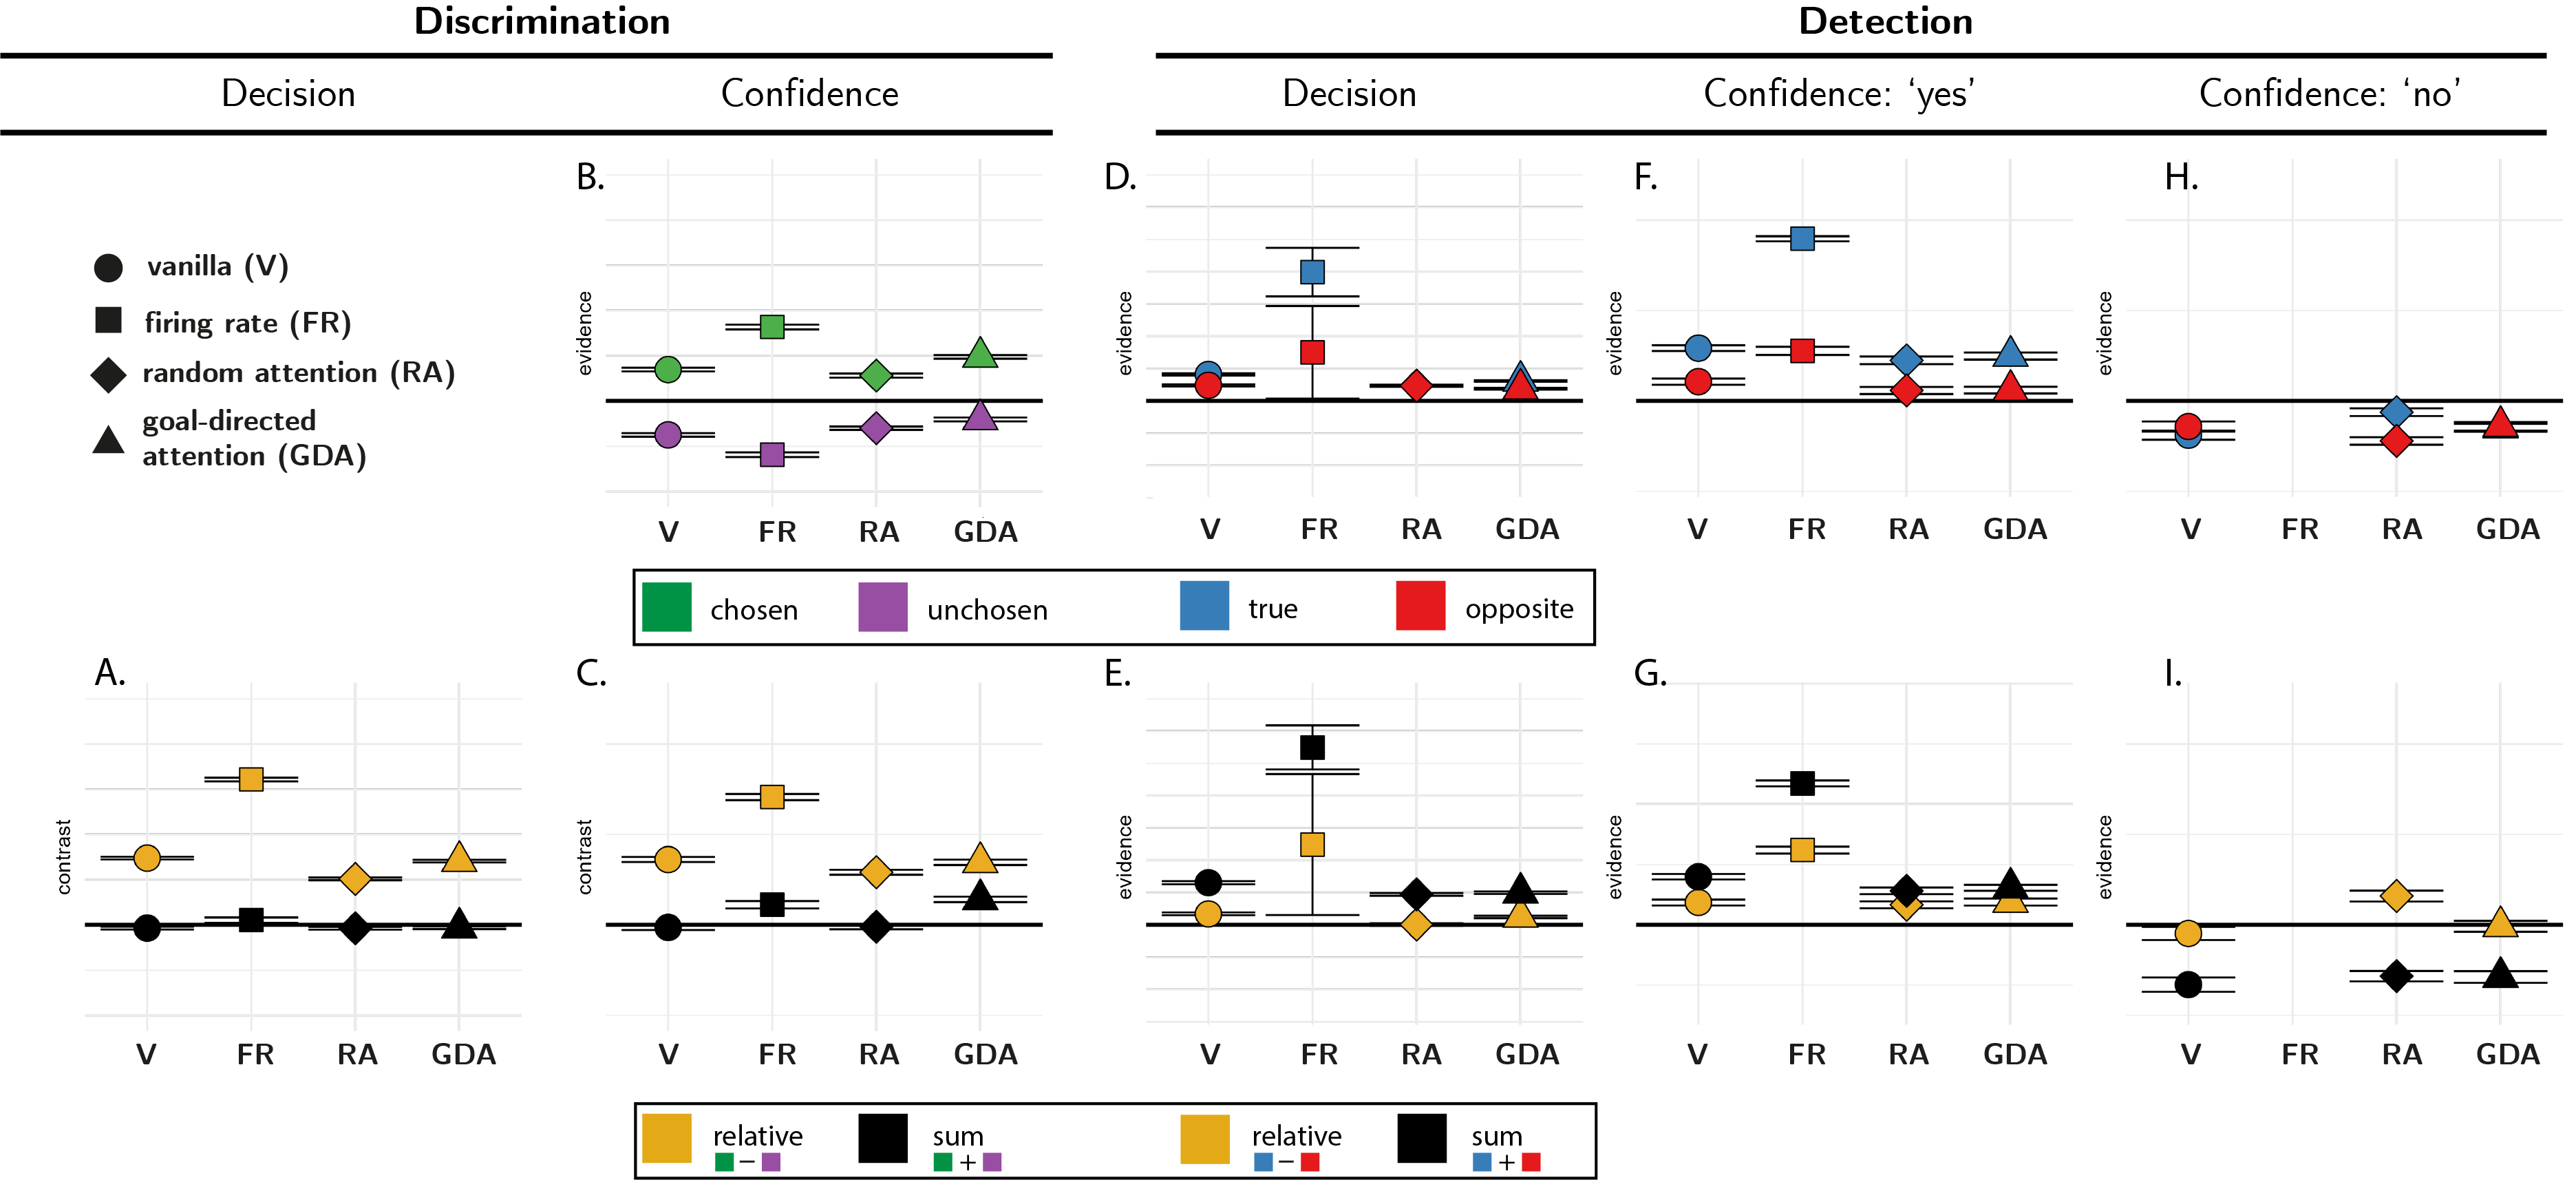 Discrimination
Detection
Decision
Confidence
Decision
Confidence: ‘yes’
Confidence: ‘no’
vanilla (V)
firing rate (FR)
random attention (RA)
goal-directed
attention (GDA)
B.
evidence
V FR RA GDA
D.
evidence
V FR RA GDA
F.
evidence
V FR RA GDA
H.
evidence
V FR RA GDA
chosen unchosen true opposite
A.
contrast
V FR RA GDA
C.
contrast
V FR RA GDA
E.
evidence
V FR RA GDA
G.
evidence
V FR RA GDA
I.
evidence
V FR RA GDA
relative sum relative sum
− + − +